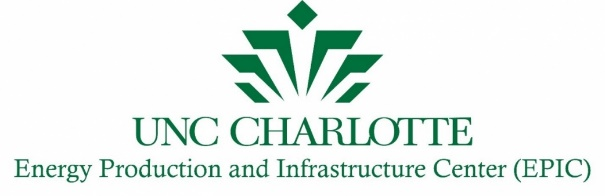 UNC CHARLOTTE
Energy Production and Infrastructure Center (EPIC)